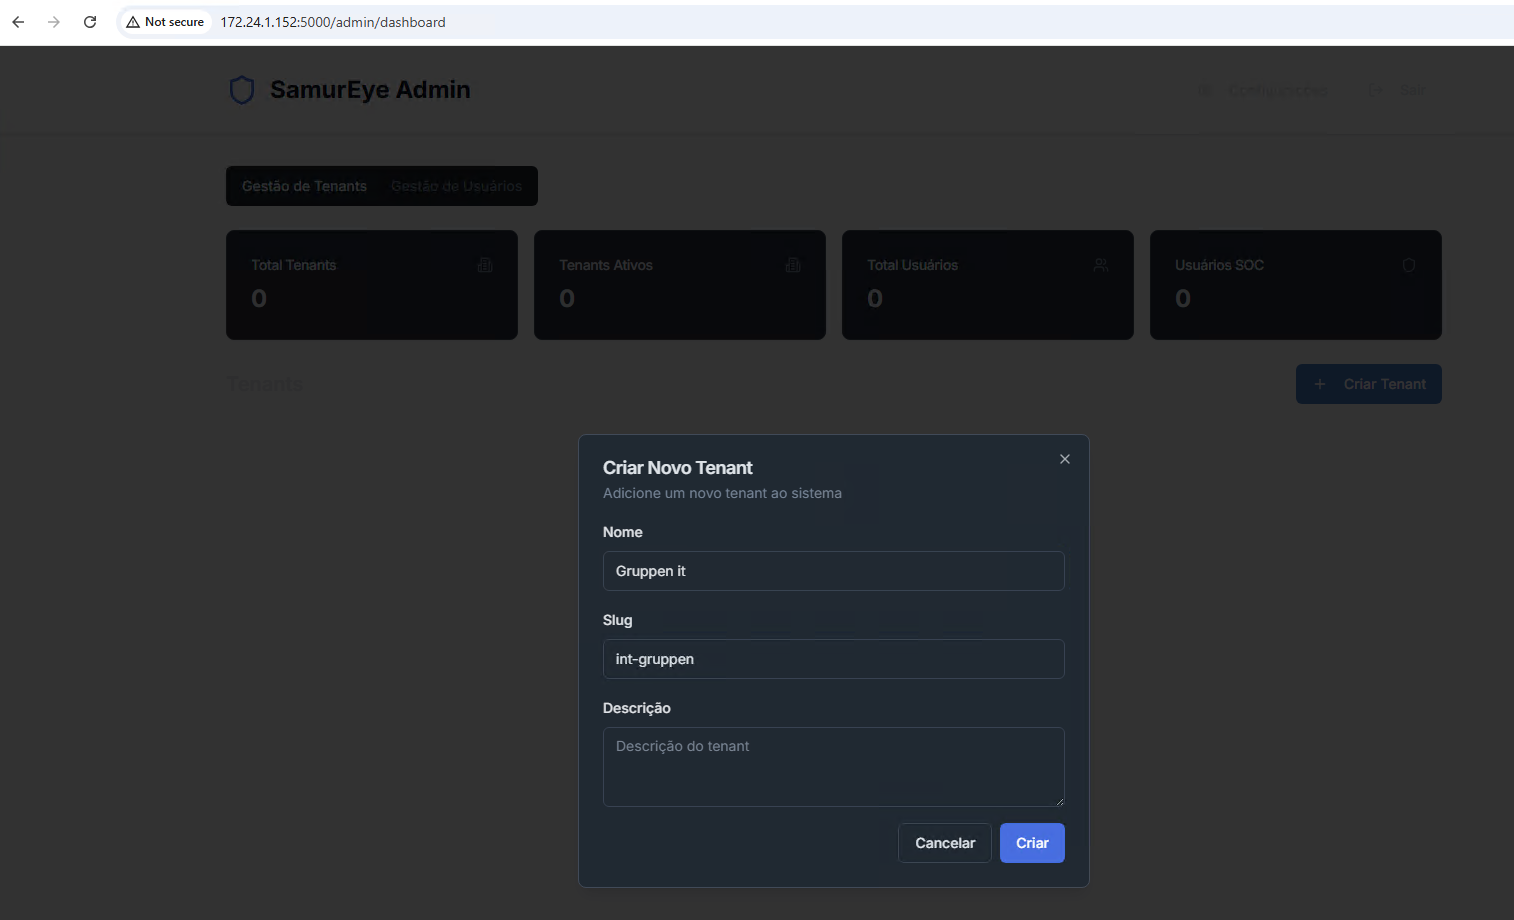 Not secure 172.24.1.152:5000/admin/dashboard
SamurEye Admin Configurações Sair
Gestão de Tenants Gestão de Usuários
Total Tenants
0
Tenants Ativos
0
Total Usuários
0
Usuários SOC
0
Tenants
+ Criar Tenant
Criar Novo Tenant
Adicione um novo tenant ao sistema
Nome
Gruppen it
Slug
int-gruppen
Descrição
Descrição do tenant
Cancelar Criar